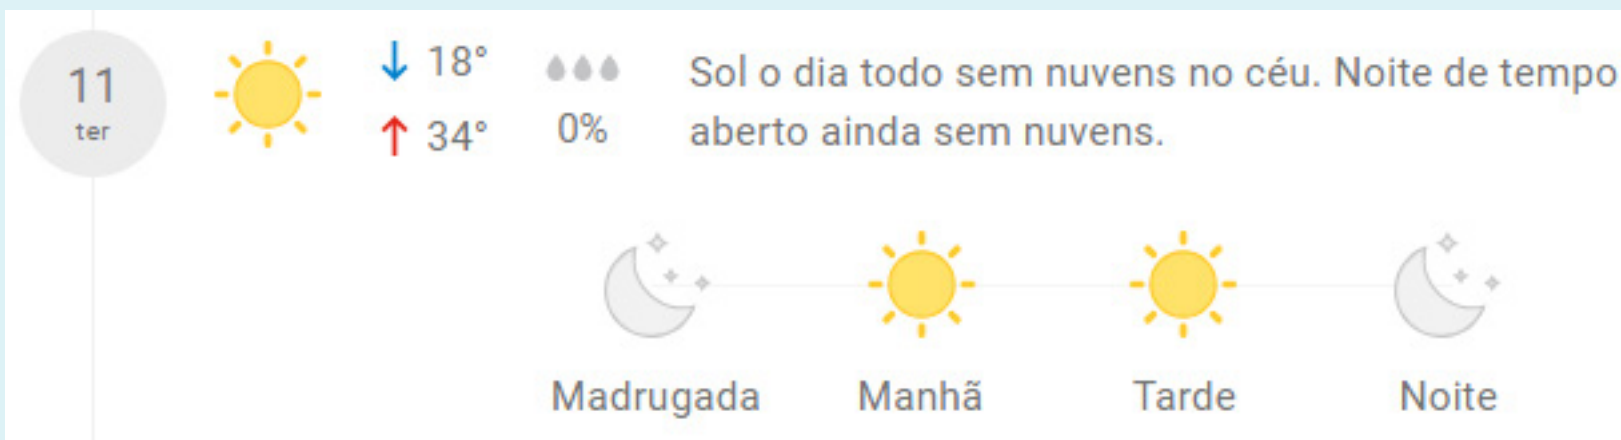 11
ter
↓ 18°
↑ 34°
0%
Sol o dia todo sem nuvens no céu. Noite de tempo
aberto ainda sem nuvens.
Madrugada
Manhã
Tarde
Noite